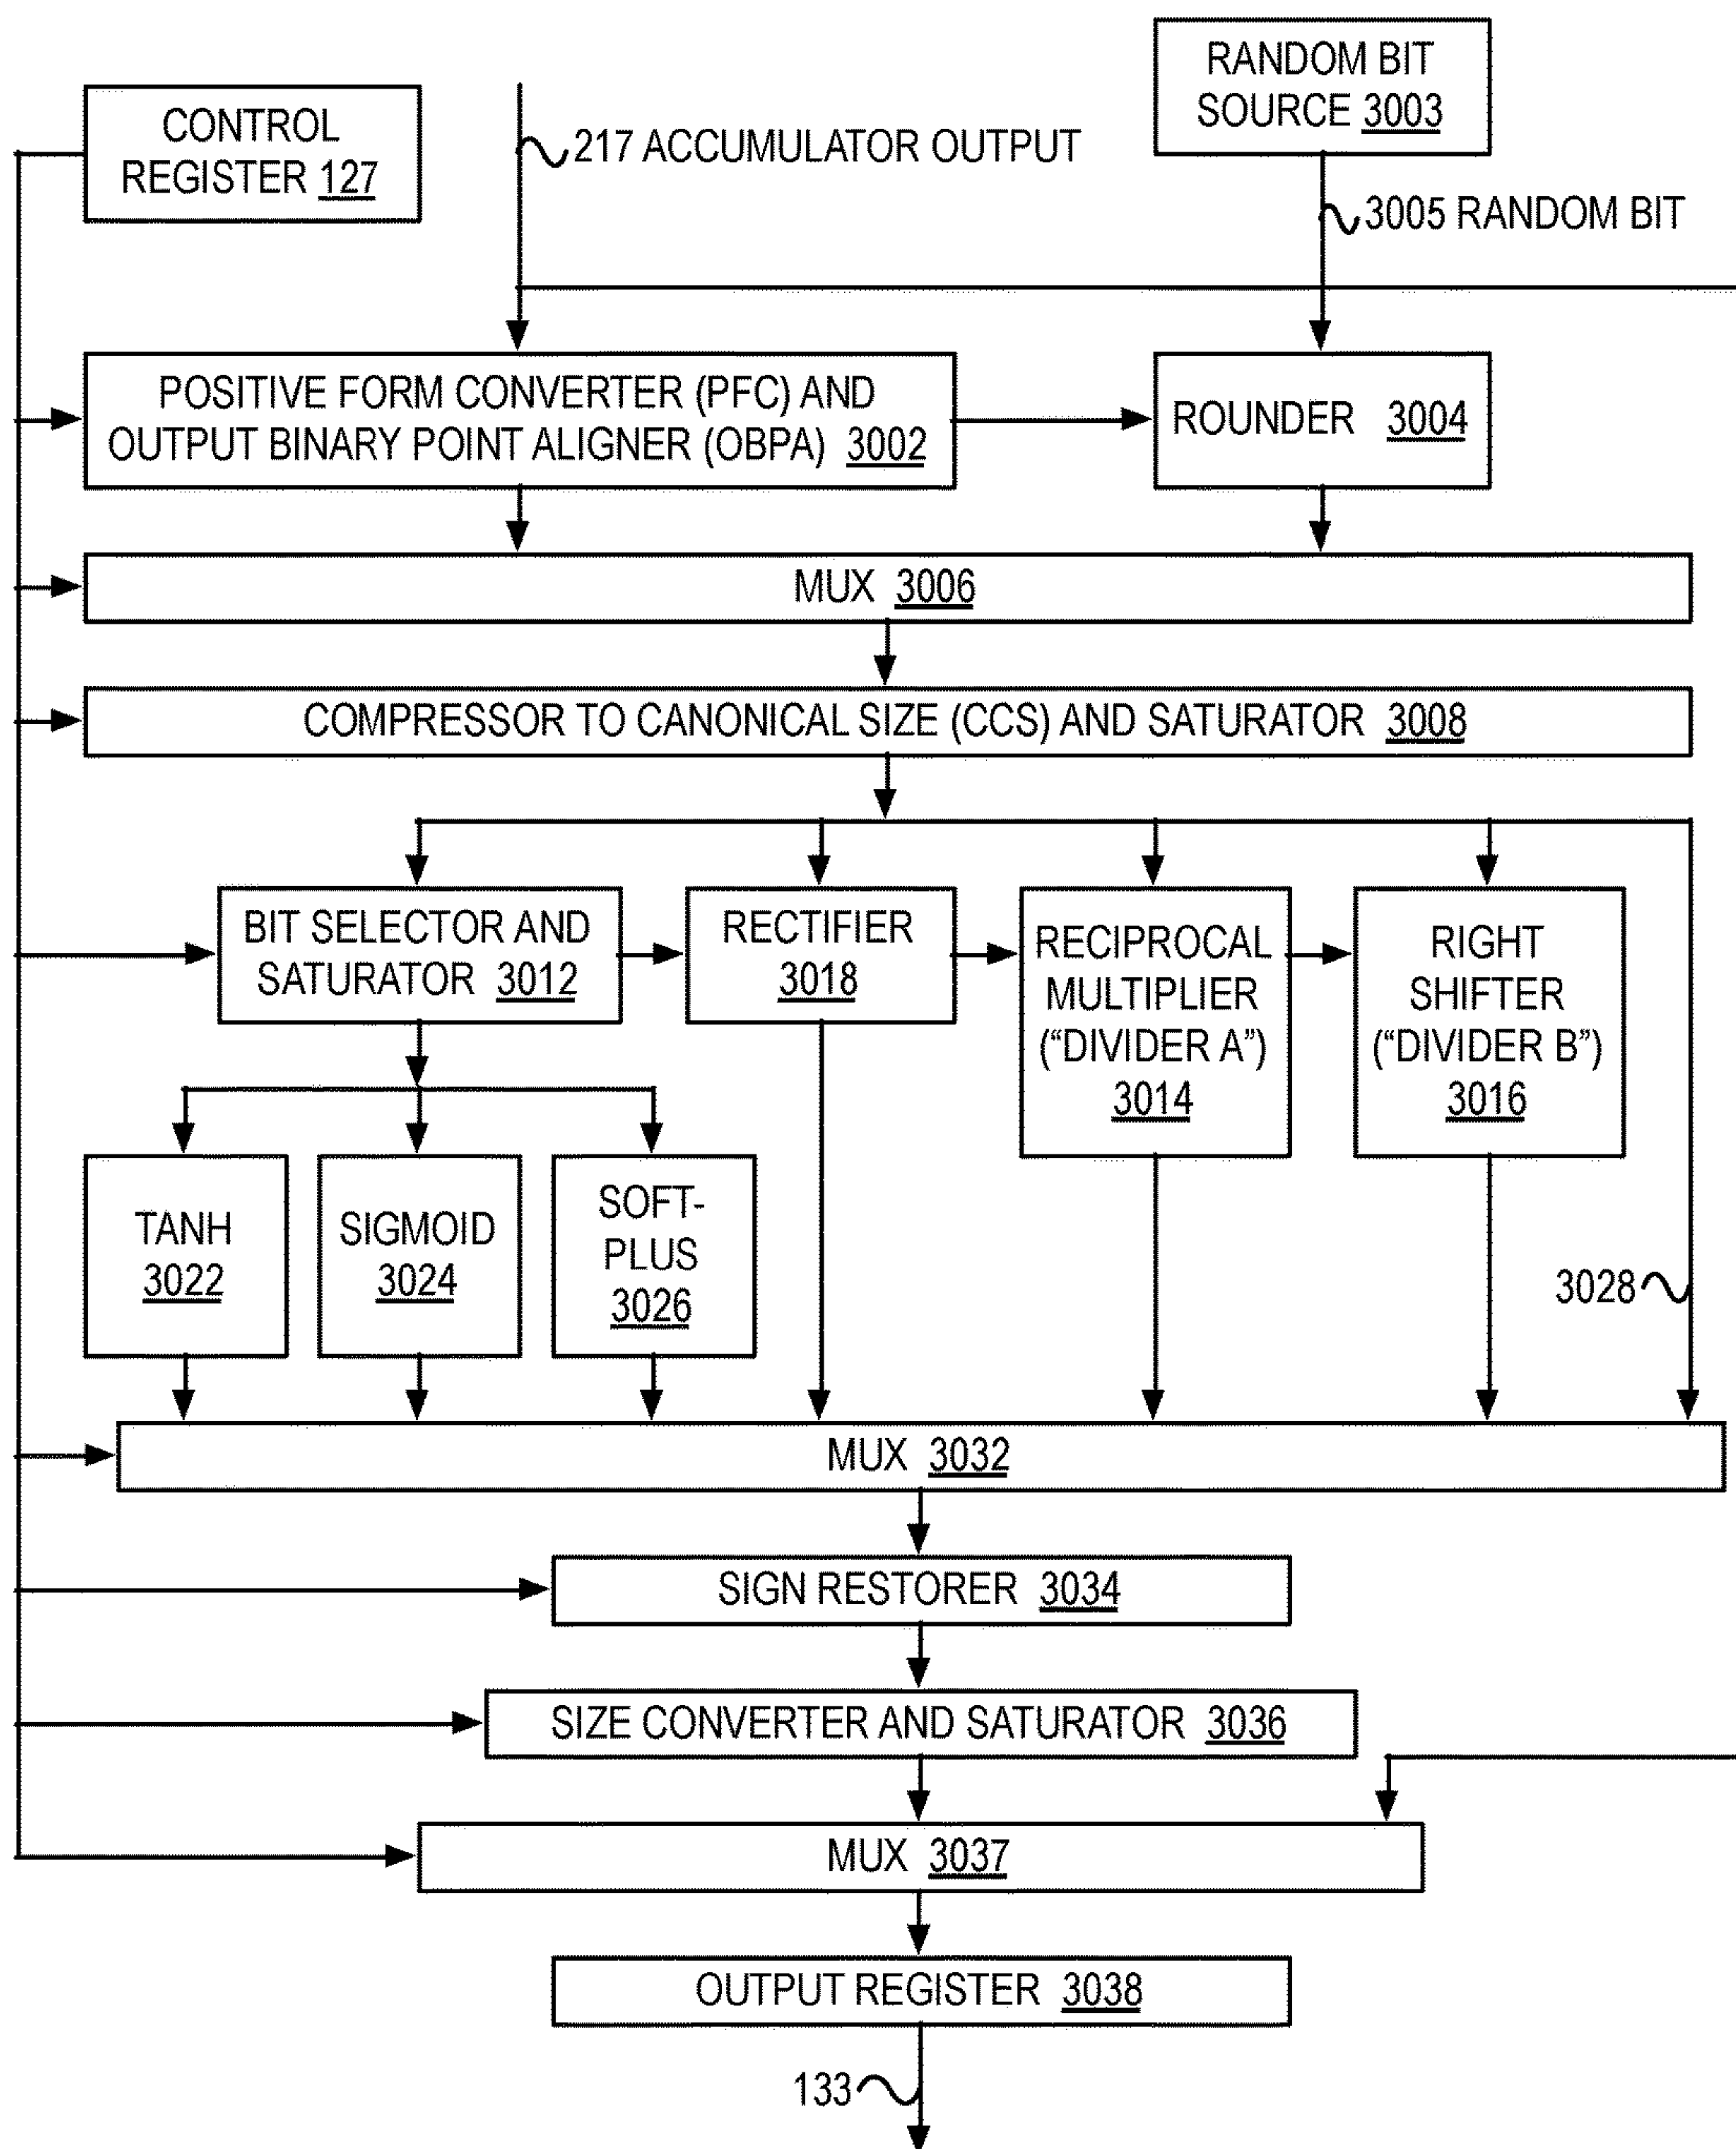 RANDOM BIT
SOURCE 3003
CONTROL
REGISTER 127
217 ACCUMULATOR OUTPUT
3005 RANDOM BIT
POSITIVE FORM CONVERTER (PFC) AND
OUTPUT BINARY POINT ALIGNER (OBPA) 3002
ROUNDER 3004
MUX 3006
COMPRESSOR TO CANONICAL SIZE (CCS) AND SATURATOR 3008
BIT SELECTOR AND
SATURATOR 3012
RECTIFIER
3018
RECIPROCAL
MULTIPLIER
(“DIVIDER A”)
3014
RIGHT
SHIFTER
(“DIVIDER B”)
3016
TANH
3022
SIGMOID
3024
SOFT-
PLUS
3026
3028
MUX 3032
SIGN RESTORER 3034
SIZE CONVERTER AND SATURATOR 3036
MUX 3037
OUTPUT REGISTER 3038
133